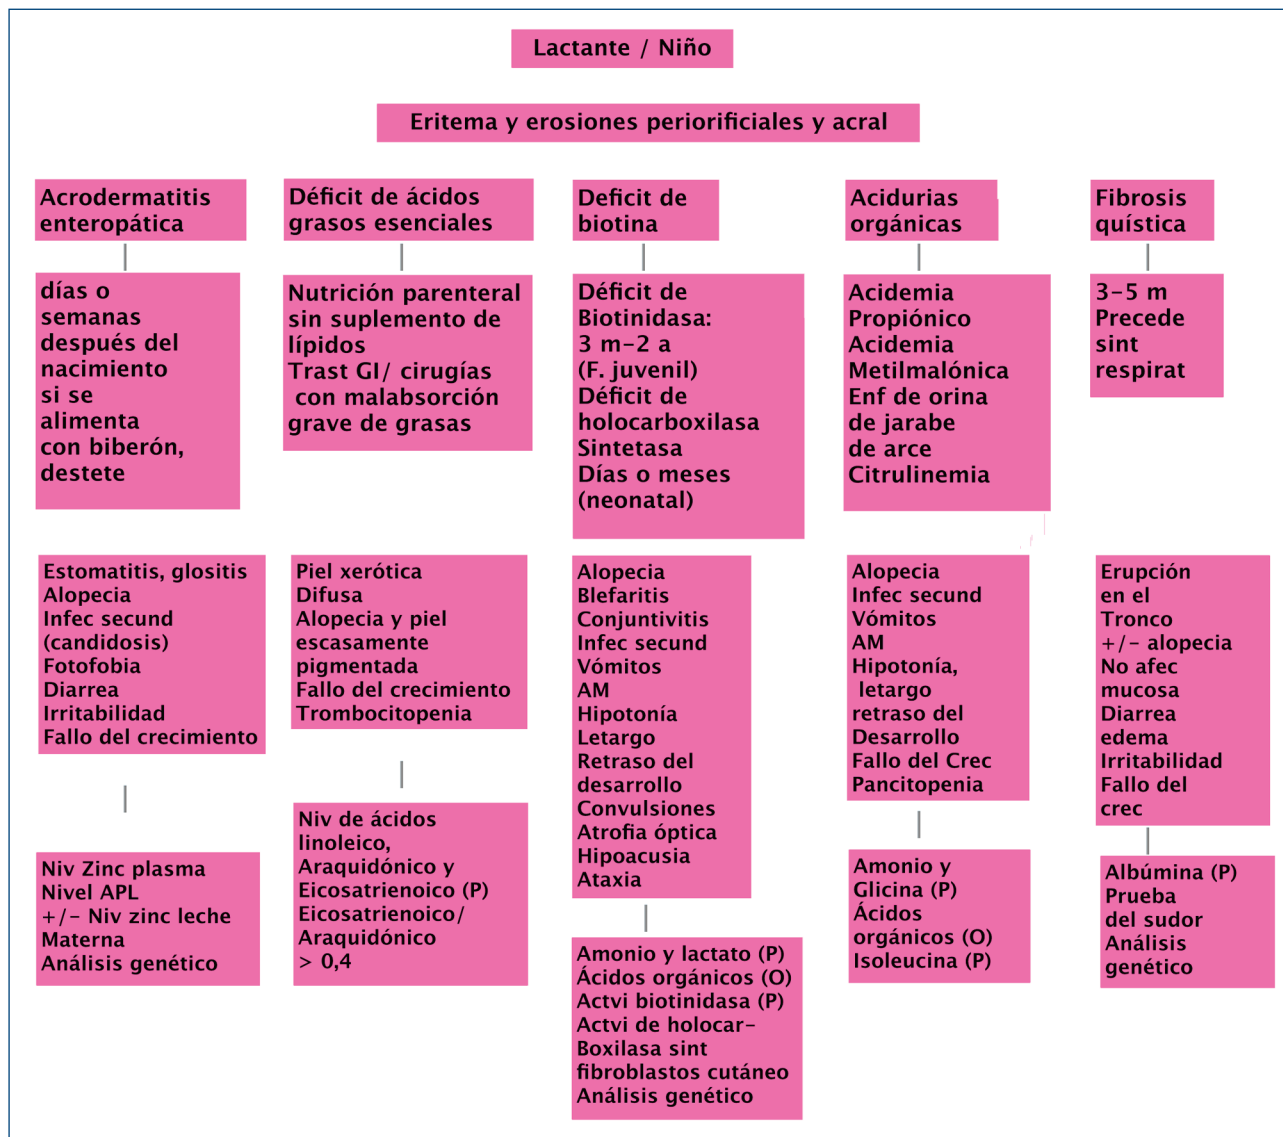 Lactante / Niño
Eritema y erosiones periorificiales y acral
Acrodermatitis
enteropática
días o
semanas
después del
nacimiento
si se
alimenta
con biberón,
destete
Estomatitis, glositis
Alopecia
Infec secund
(candidosis)
Fotofobia
Diarrea
Irritabilidad
Fallo del crecimiento
Niv Zinc plasma
Nivel APL
+/- Niv zinc leche
Materna
Análisis genético
Déficit de ácidos
grasos esenciales
Nutrición parenteral
sin suplemento de
lípidos
Trast GI/ cirugías
con malabsorción
grave de grasas
Piel xerótica
Difusa
Alopecia y piel
escasamente
pigmentada
Fallo del crecimiento
Trombocitopenia
Niv de ácidos
linoleico,
Araquidónico y
Eicosatrienoico (P)
Eicosatrienoico/
Araquidónico
> 0,4
Deficit de
biotina
Déficit de
Biotinidasa:
3 m-2 a
(F. juvenil)
Déficit de
holocarboxilasa
Sintetasa
Días o meses
(neonatal)
Alopecia
Blefaritis
Conjuntivitis
Infec secund
Vómitos
AM
Hipotonía
Letargo
Retraso del
desarrollo
Convulsiones
Atrofia óptica
Hipoacusia
Ataxia
Amonio y lactato (P)
Ácidos orgánicos (O)
Actvi biotinidasa (P)
Actvi de holocar-
Boxilasa sint
fibroblastos cutáneo
Análisis genético
Acidurias
orgánicas
Acidemia
Propiónico
Acidemia
Metilmalónica
Enf de orina
de jarabe
de arce
Citrulinemia
Alopecia
Infec secund
Vómitos
AM
Hipotonía,
letargo
retraso del
Desarrollo
Fallo del Crec
Pancitopenia
Amonio y
Glicina (P)
Ácidos
orgánicos (O)
Isoleucina (P)
Fibrosis
quística
3-5 m
Precede
sint
respirat
Erupción
en el
Tronco
+/- alopecia
No afec
mucosa
Diarrea
edema
Irritabilidad
Fallo del
crec
Albúmina (P)
Prueba
del sudor
Análisis
genético